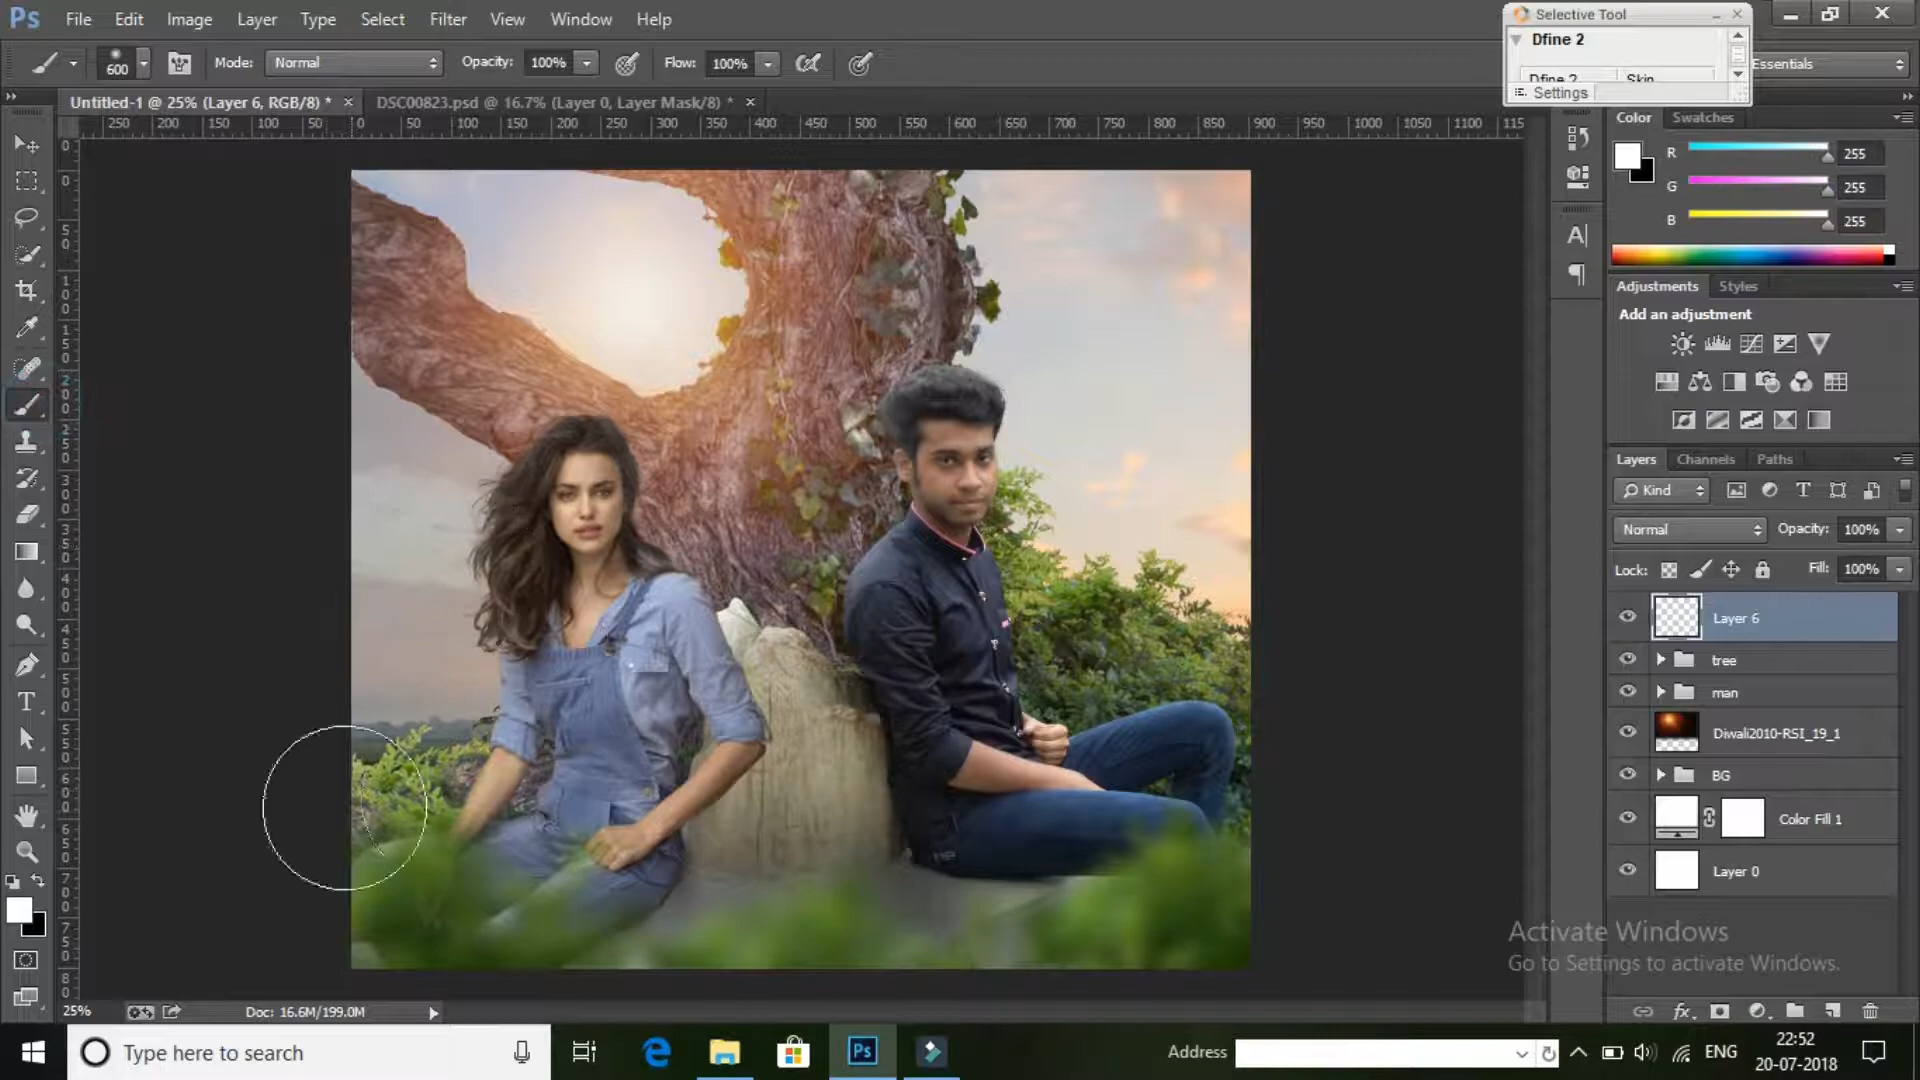 Ps File Edit Image Layer Type Select Filter View Window Help
Selective Tool
Dfine 2
Dfine 2 Skin
Settings
600 Mode: Normal Opacity: 100% Flow: 100% Essentials
Untitled-1 @ 25% (Layer 6, RGB/8) * DSC00823.psd @ 16.7% (Layer 0, Layer Mask/8) *
250 200 150 100 50 0 50 100 150 200 250 300 350 400 450 500 550 600 650 700 750 800 850 900 950 1000 1050 1100 115
Color Swatches
R 255
G 255
B 255
Adjustments Styles
Add an adjustment
Layers Channels Paths
Kind
Normal Opacity: 100%
Lock: Fill: 100%
Layer 6
tree
man
Diwali2010-RSI_19_1
BG
Color Fill 1
Layer 0
Activate Windows
Go to Settings to activate Windows.
25% Doc: 16.6M/199.0M
fx
Type here to search Ps Address ENG 22:52
20-07-2018